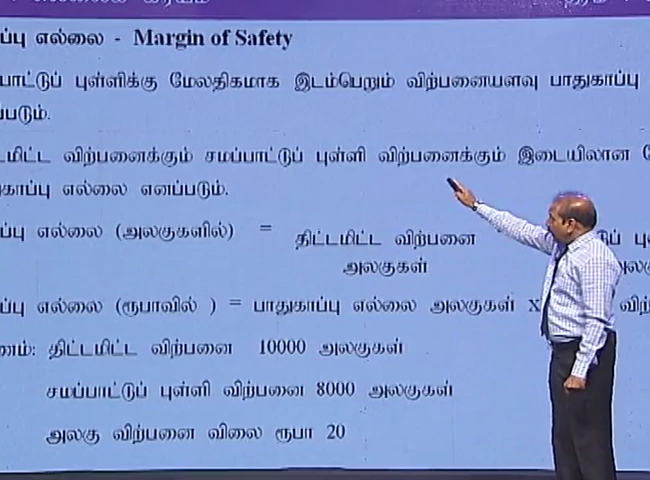 எல்லை - Margin of Safety
புள்ளிக்கு மேலதிகமாக இடம்பெறும் விற்பனையளவு பாதுகாப்பு
விற்பனைக்கும் சமப்பாட்டுப் புள்ளி விற்பனைக்கும் இடையிலான
எல்லை எனப்படும்.
எல்லை (அலகுகளில்) = திட்டமிட்ட விற்பனை
அலகுகள்
எல்லை (ரூபாவில் ) = பாதுகாப்பு எல்லை அலகுகள் x
திட்டமிட்ட விற்பனை 10000 அலகுகள்
சமப்பாட்டுப் புள்ளி விற்பனை 8000 அலகுகள்
அலகு விற்பனை விலை ரூபா 20